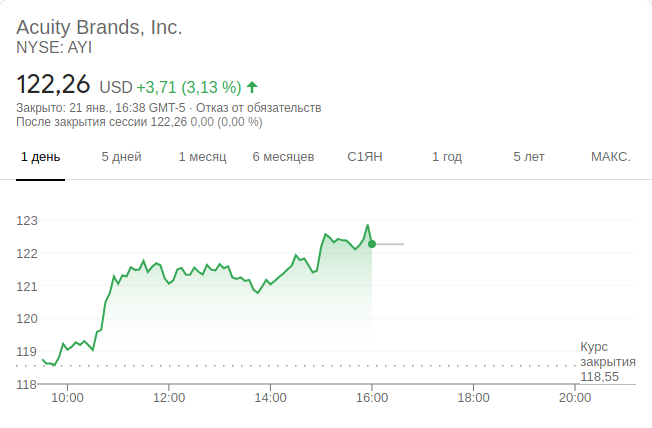 Acuity Brands, Inc.
NYSE: AYI
122,26 USD +3,71 (3,13 %)
Закрыто: 21 янв., 16:38 GMT-5 · Отказ от обязательств
После закрытия сессии 122,26 0,00 (0,00 %)
1 день 5 дней 1 месяц 6 месяцев С1ЯН 1 год 5 лет МАКС.
123
122
121
120
119
118
Курс
закрытия
118,55
10:00 12:00 14:00 16:00 18:00 20:00